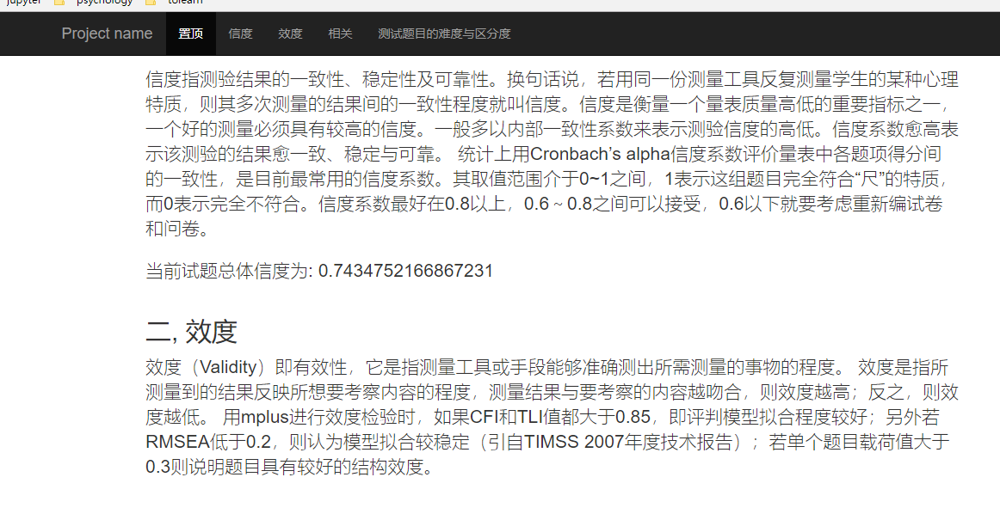 jupyter psychology tolearn
Project name 置顶 信度 效度 相关 测试题目的难度与区分度
信度指测验结果的一致性、稳定性及可靠性。换句话说，若用同一份测量工具反复测量学生的某种心理
特质，则其多次测量的结果间的一致性程度就叫信度。信度是衡量一个量表质量高低的重要指标之一，
一个好的测量必须具有较高的信度。一般多以内部一致性系数来表示测验信度的高低。信度系数愈高表
示该测验的结果愈一致、稳定与可靠。 统计上用Cronbach’s alpha信度系数评价量表中各题项得分间
的一致性，是目前最常用的信度系数。其取值范围介于0~1之间，1表示这组题目完全符合“尺”的特质，
而0表示完全不符合。信度系数最好在0.8以上，0.6～0.8之间可以接受，0.6以下就要考虑重新编试卷
和问卷。
当前试题总体信度为: 0.7434752166867231
二, 效度
效度（Validity）即有效性，它是指测量工具或手段能够准确测出所需测量的事物的程度。 效度是指所
测量到的结果反映所想要考察内容的程度，测量结果与要考察的内容越吻合，则效度越高；反之，则效
度越低。 用mplus进行效度检验时，如果CFI和TLI值都大于0.85，即评判模型拟合程度较好；另外若
RMSEA低于0.2，则认为模型拟合较稳定（引自TIMSS 2007年度技术报告）；若单个题目载荷值大于
0.3则说明题目具有较好的结构效度。